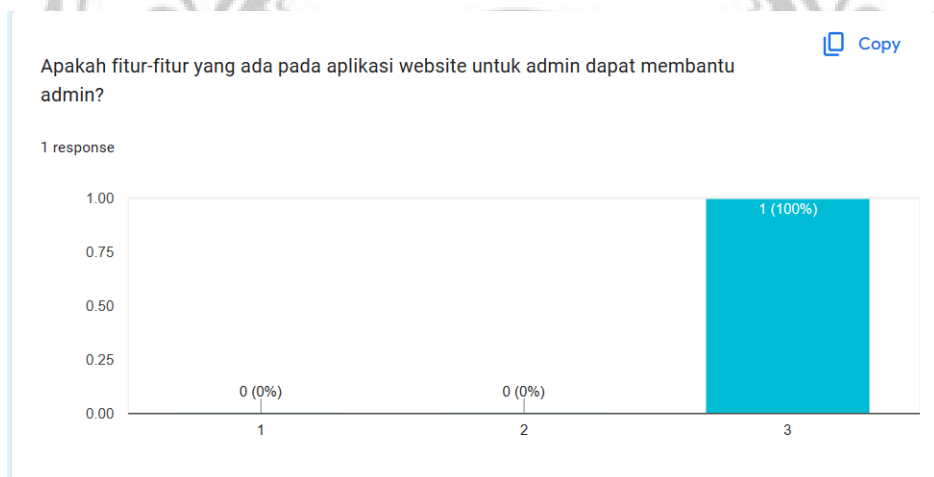 Copy
Apakah fitur-fitur yang ada pada aplikasi website untuk admin dapat membantu
admin?
1 response
1.00
0.75
0.50
0.25
0.00
0 (0%)
0 (0%)
1 (100%)
1
2
3